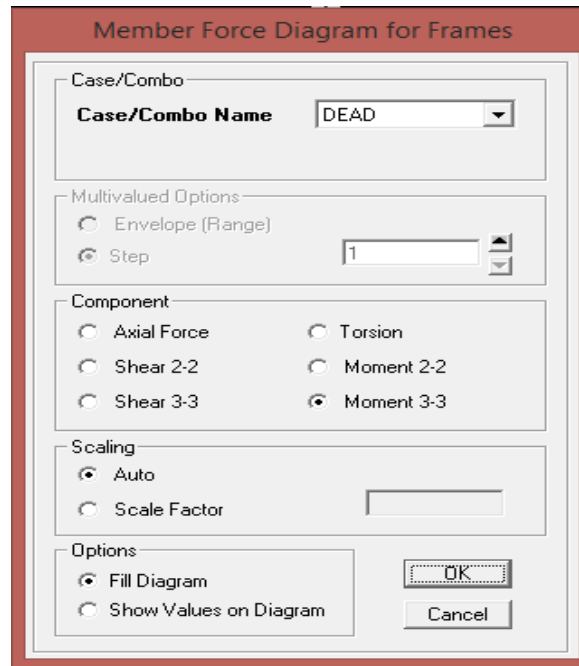 Member Force Diagram for Frames
Case/Combo
Case/Combo Name DEAD
Multivalued Options
Envelope (Range)
Step 1
Component
Axial Force Torsion
Shear 2-2 Moment 2-2
Shear 3-3 Moment 3-3
Scaling
Auto
Scale Factor
Options
Fill Diagram OK
Show Values on Diagram Cancel